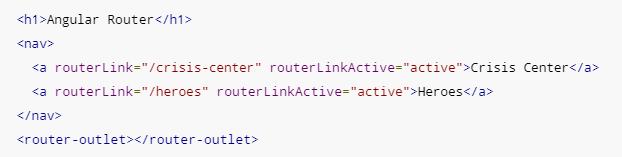 <h1>Angular Router</h1>
<nav>
  <a routerLink="/crisis-center" routerLinkActive="active">Crisis Center</a>
  <a routerLink="/heroes" routerLinkActive="active">Heroes</a>
</nav>
<router-outlet></router-outlet>